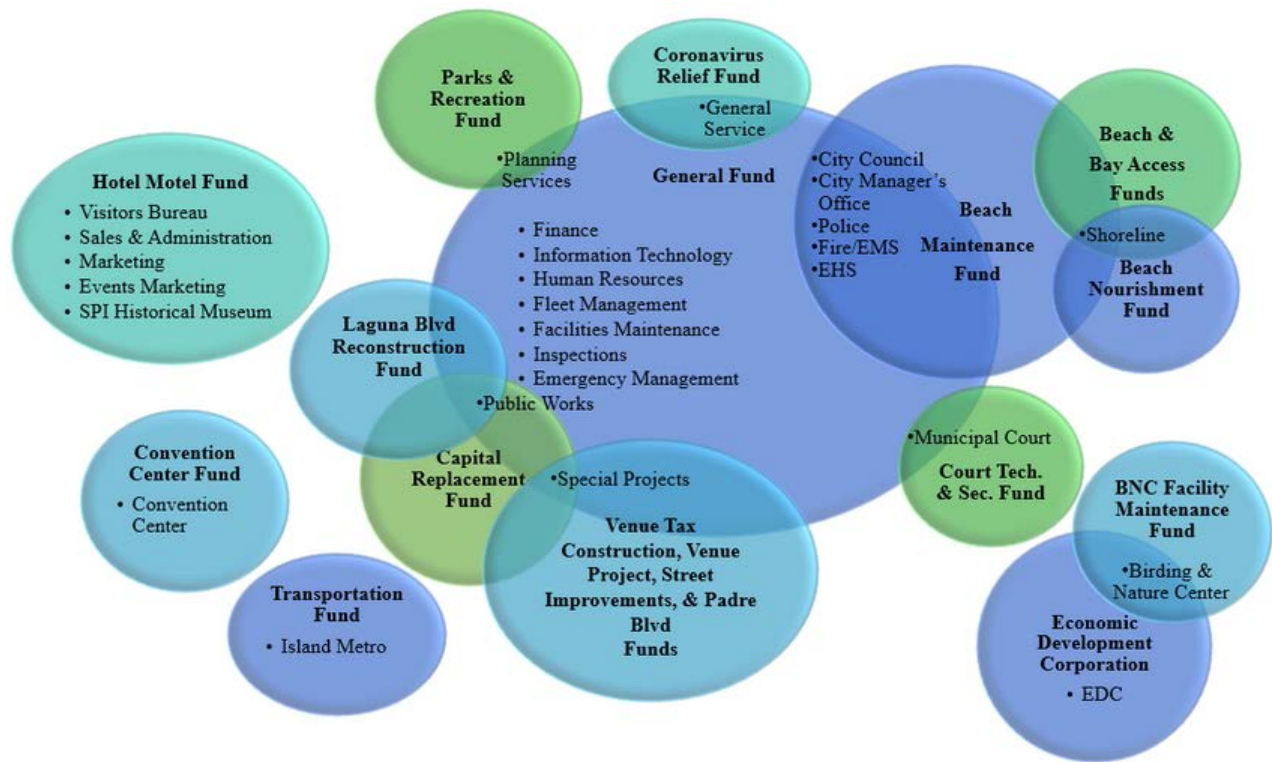 Parks &
Recreation
Fund
•Planning
Services
Coronavirus
Relief Fund
•General
Service
General Fund
• Finance
• Information Technology
• Human Resources
• Fleet Management
• Facilities Maintenance
• Inspections
• Emergency Management
•Public Works
•City Council
•City Manager's
Office
•Police
•Fire/EMS
•EHS
Beach
Maintenance
Fund
Beach &
Bay Access
Funds
•Shoreline
Beach
Nourishment
Fund
Hotel Motel Fund
• Visitors Bureau
• Sales & Administration
• Marketing
• Events Marketing
• SPI Historical Museum
Laguna Blvd
Reconstruction
Fund
Capital
Replacement
Fund
•Special Projects
Venue Tax
Construction, Venue
Project, Street
Improvements, & Padre
Blvd
Funds
•Municipal Court
Court Tech.
& Sec. Fund
Convention
Center Fund
• Convention
Center
Transportation
Fund
• Island Metro
BNC Facility
Maintenance
Fund
•Birding &
Nature Center
Economic
Development
Corporation
• EDC